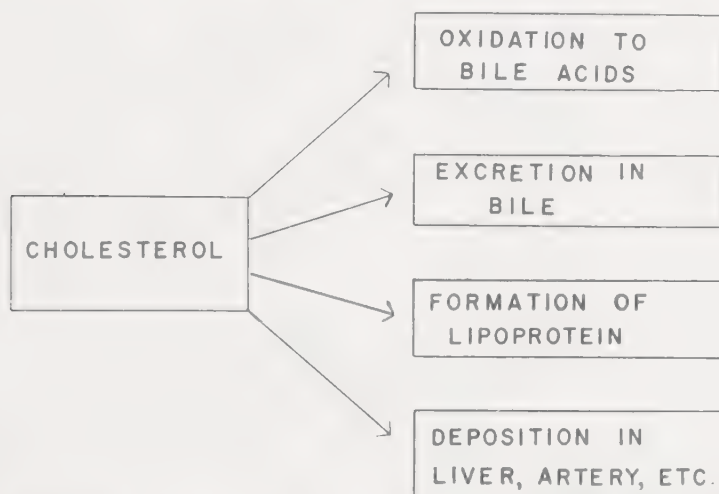 OXIDATION TO
BILE ACIDS
EXCRETION IN
BILE
CHOLESTEROL
FORMATION OF
LIPOPROTEIN
DEPOSITION IN
LIVER, ARTERY, ETC.